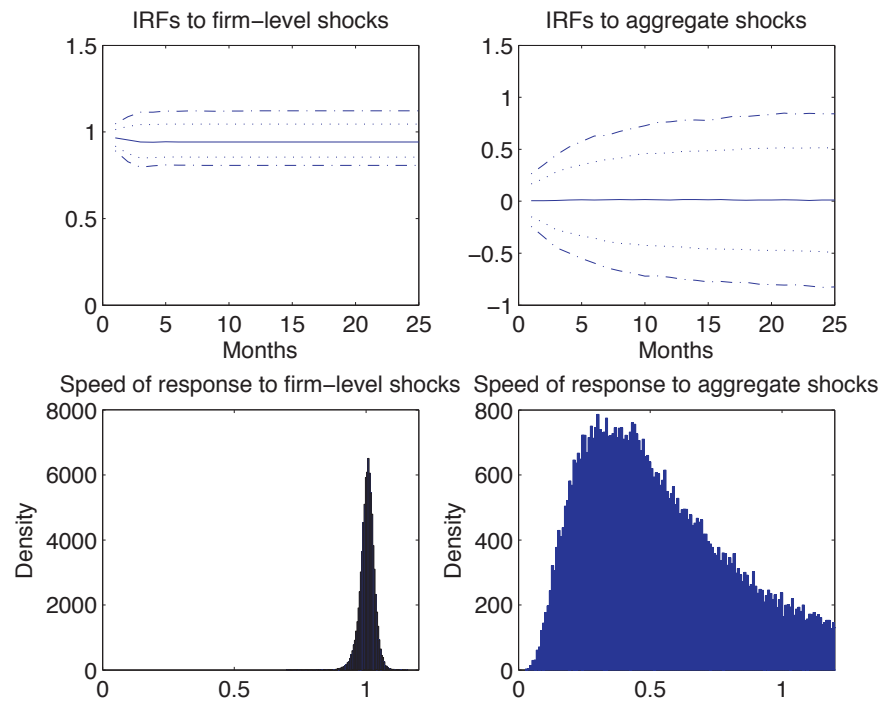 IRFs to firm−level shocks
1.5
1
0.5
0
0 5 10 15 20 25
Months
IRFs to aggregate shocks
1.5
1
0.5
0
−0.5
−1
0 5 10 15 20 25
Months
Speed of response to firm−level shocks
8000
6000
4000
2000
0
Density
0 0.5 1
Speed of response to aggregate shocks
800
600
400
200
0
Density
0 0.5 1